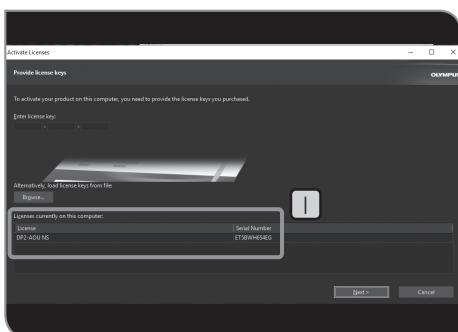 Activate Licenses
Provide license keys
OLYMPU
To activate your product on this computer, you need to provide the license keys you purchased.
Enter license key:
Alternatively, load license keys from file:
Browse...
Licenses currently on this computer:
License Serial Number
DP2-AOU NS ET5BWH6S4EG
Next >
Cancel